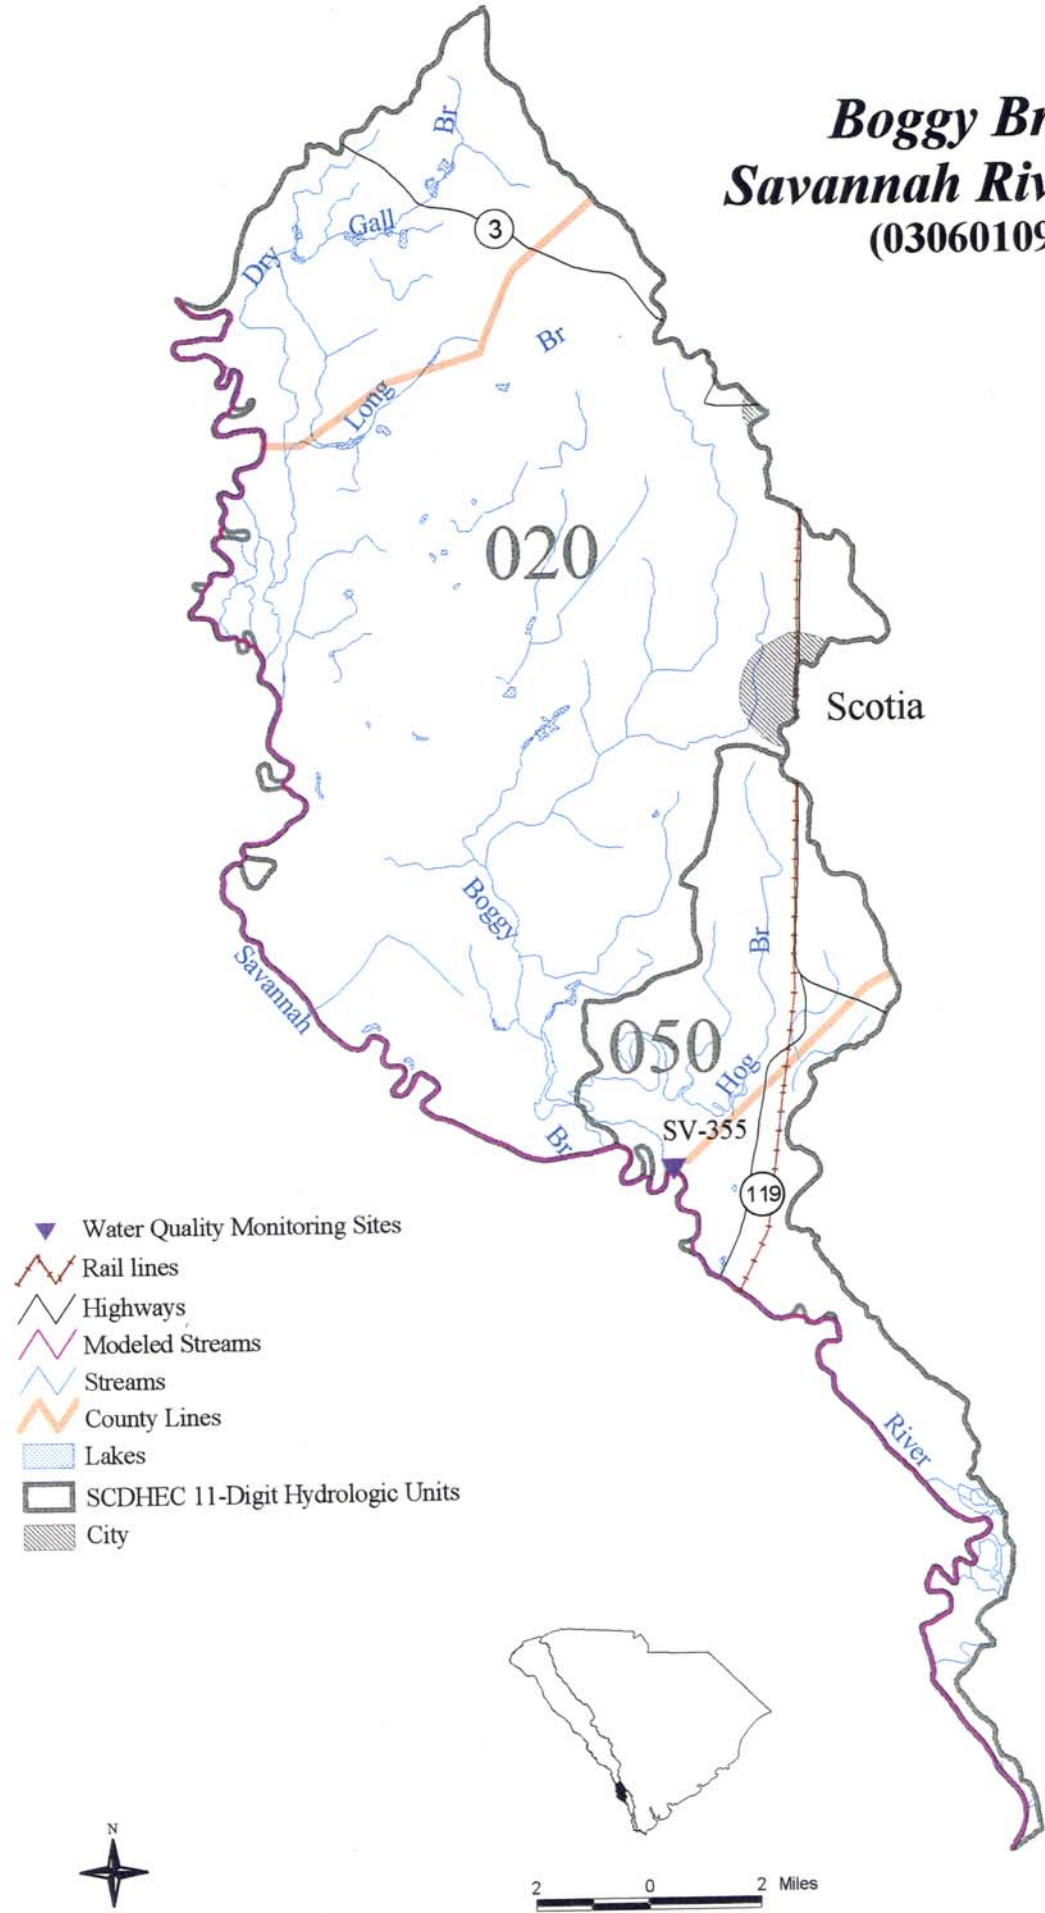 Boggy Br
Savannah Riv
(03060109
Br
Gall
3
Dry
Br
Long
020
Scotia
Boggy
Br
Savannah
050
Hog
SV-355
Br
119
Water Quality Monitoring Sites
Rail lines
Highways
Modeled Streams
Streams
County Lines
Lakes
SCDHEC 11-Digit Hydrologic Units
City
River
N
2 0 2 Miles